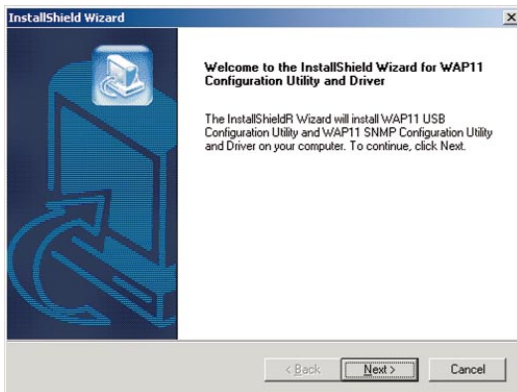 InstallShield Wizard
Welcome to the InstallShield Wizard for WAP11
Configuration Utility and Driver
The InstallShieldR Wizard will install WAP11 USB
Configuration Utility and WAP11 SNMP Configuration Utility
and Driver on your computer. To continue, click Next.
< Back
Next >
Cancel